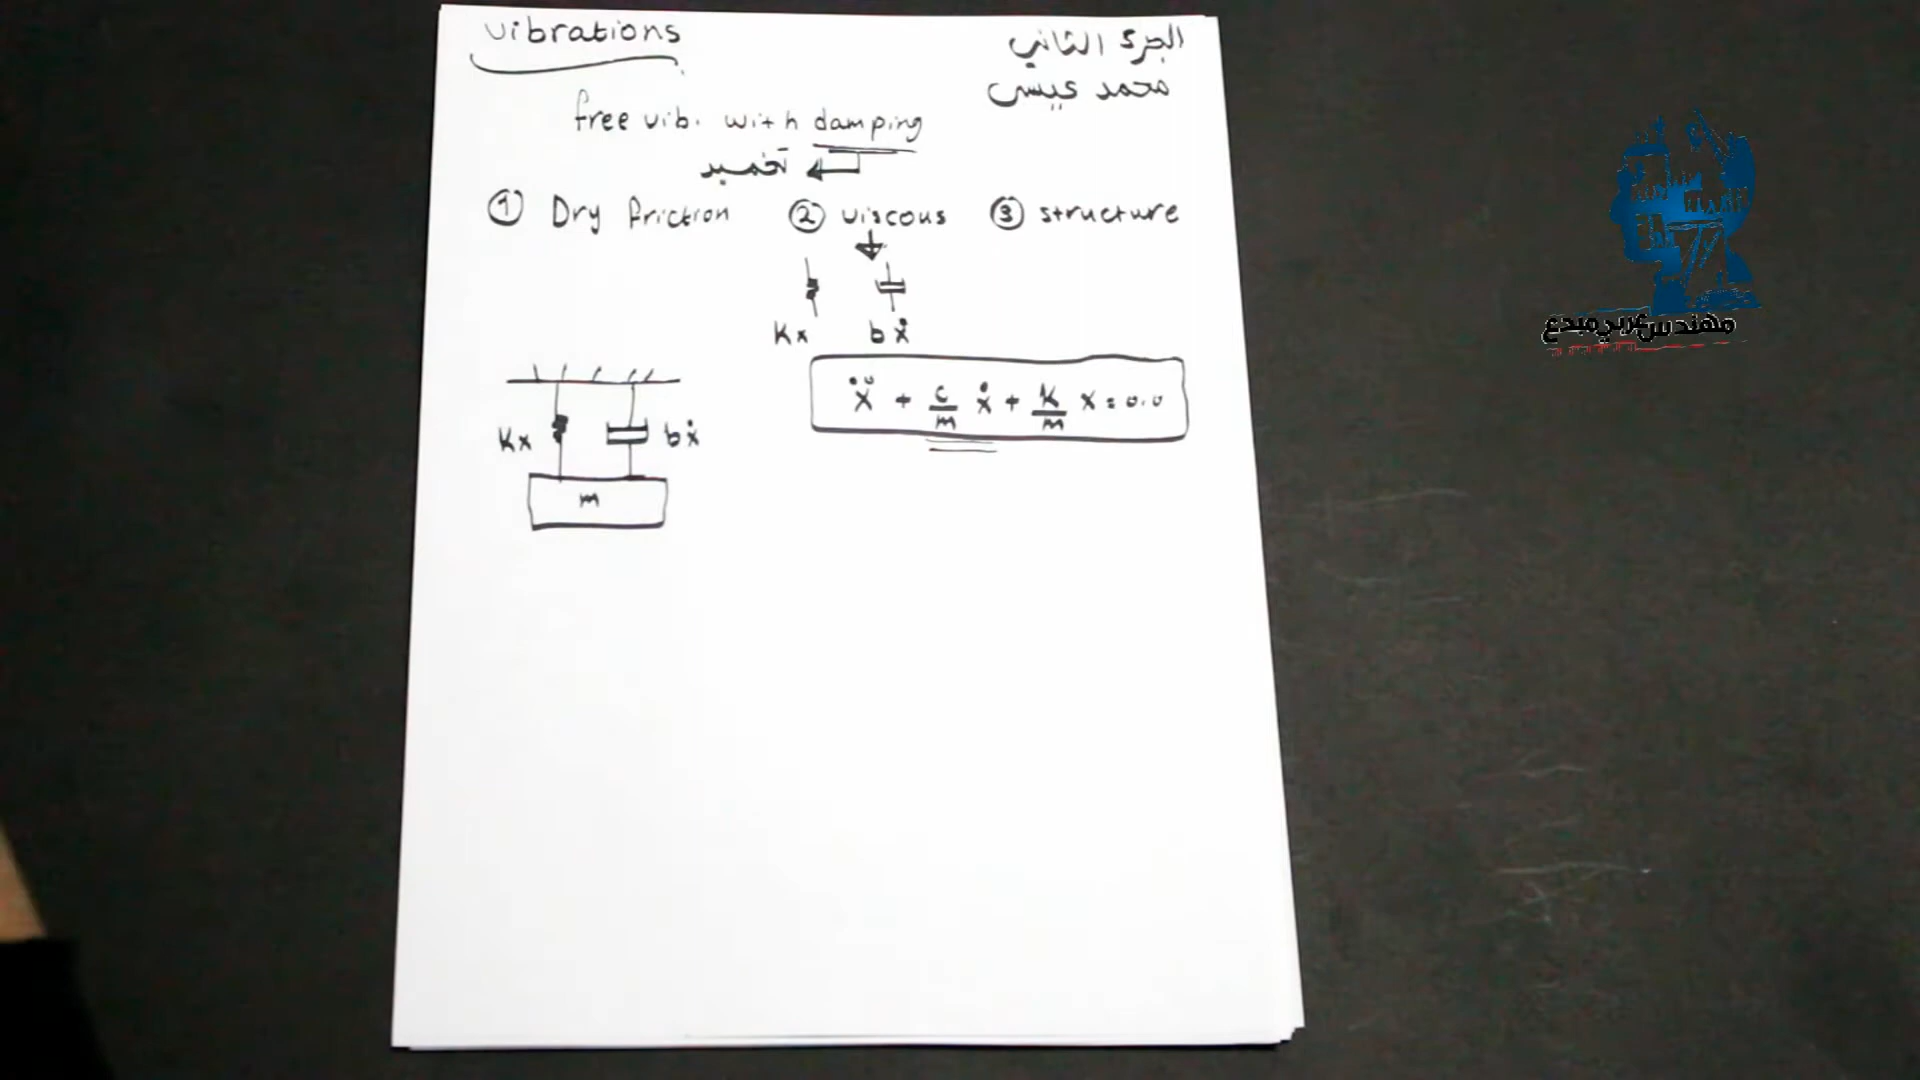 vibrations
الجزء الثاني
محمد عيسى
free vib. with damping
تخميد
① Dry friction ② viscous ③ structure
Kx bẋ
ẍ + c/m ẋ + k/m x = 0.0
Kx bẋ
m
مهندس عربي مبدع